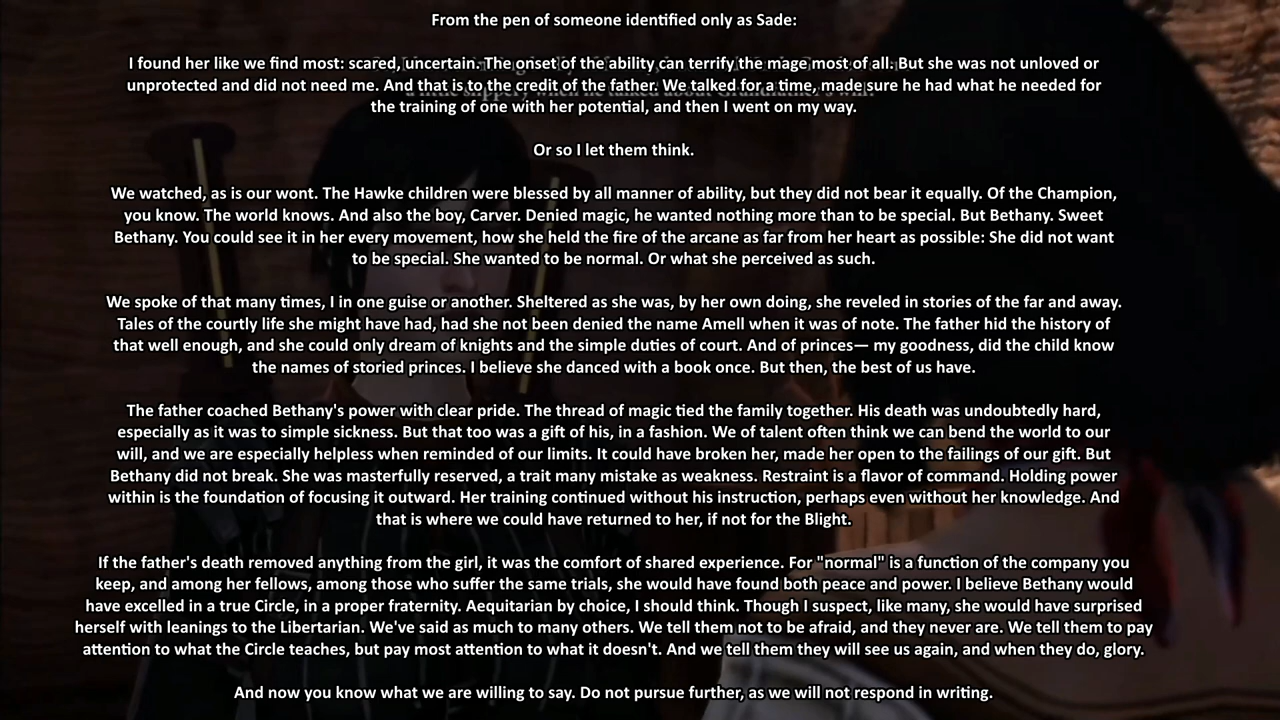 From the pen of someone identified only as Sade:
I found her like we find most: scared, uncertain. The onset of the ability can terrify the mage most of all. But she was not unloved or
unprotected and did not need me. And that is to the credit of the father. We talked for a time, made sure he had what he needed for
the training of one with her potential, and then I went on my way.
Or so I let them think.
We watched, as is our wont. The Hawke children were blessed by all manner of ability, but they did not bear it equally. Of the Champion,
you know. The world knows. And also the boy, Carver. Denied magic, he wanted nothing more than to be special. But Bethany. Sweet
Bethany. You could see it in her every movement, how she held the fire of the arcane as far from her heart as possible: She did not want
to be special. She wanted to be normal. Or what she perceived as such.
We spoke of that many times, I in one guise or another. Sheltered as she was, by her own doing, she reveled in stories of the far and away.
Tales of the courtly life she might have had, had she not been denied the name Amell when it was of note. The father hid the history of
that well enough, and she could only dream of knights and the simple duties of court. And of princes— my goodness, did the child know
the names of storied princes. I believe she danced with a book once. But then, the best of us have.
The father coached Bethany's power with clear pride. The thread of magic tied the family together. His death was undoubtedly hard,
especially as it was to simple sickness. But that too was a gift of his, in a fashion. We of talent often think we can bend the world to our
will, and we are especially helpless when reminded of our limits. It could have broken her, made her open to the failings of our gift. But
Bethany did not break. She was masterfully reserved, a trait many mistake as weakness. Restraint is a flavor of command. Holding power
within is the foundation of focusing it outward. Her training continued without his instruction, perhaps even without her knowledge. And
that is where we could have returned to her, if not for the Blight.
If the father's death removed anything from the girl, it was the comfort of shared experience. For "normal" is a function of the company you
keep, and among her fellows, among those who suffer the same trials, she would have found both peace and power. I believe Bethany would
have excelled in a true Circle, in a proper fraternity. Aequitarian by choice, I should think. Though I suspect, like many, she would have surprised
herself with leanings to the Libertarian. We've said as much to many others. We tell them not to be afraid, and they never are. We tell them to pay
attention to what the Circle teaches, but pay most attention to what it doesn't. And we tell them they will see us again, and when they do, glory.
And now you know what we are willing to say. Do not pursue further, as we will not respond in writing.